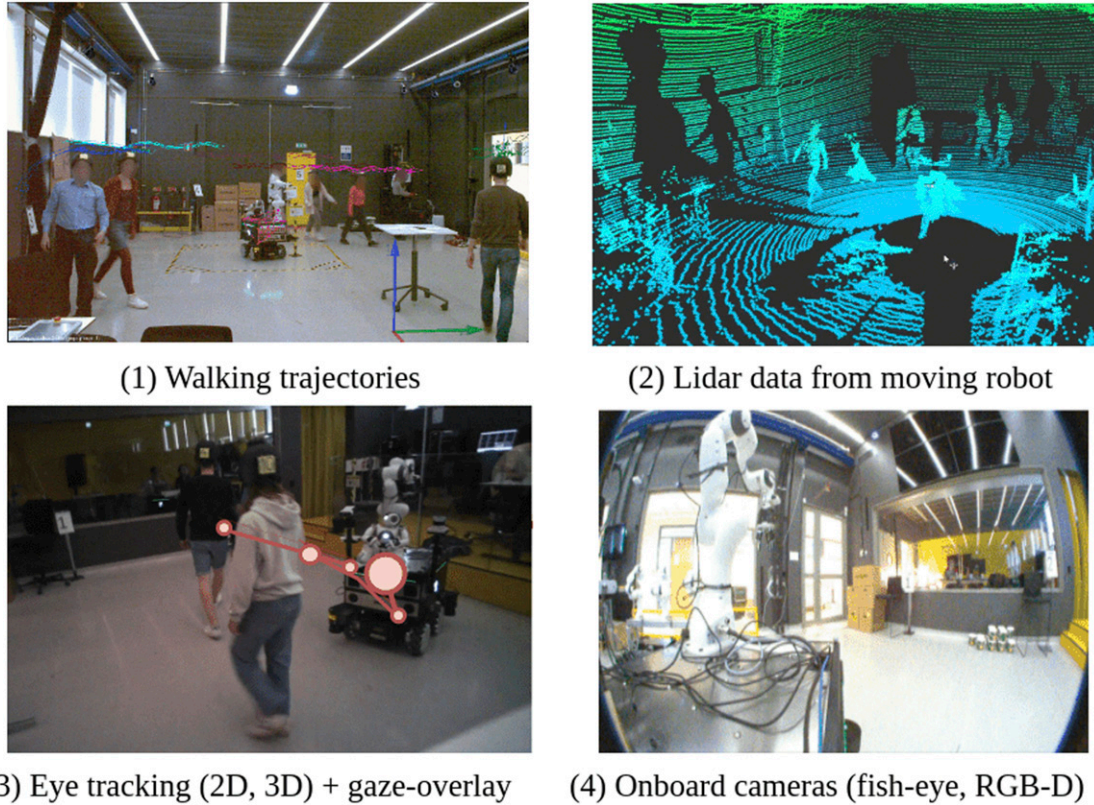 (1) Walking trajectories
(2) Lidar data from moving robot
1
3) Eye tracking (2D, 3D) + gaze-overlay
(4) Onboard cameras (fish-eye, RGB-D)